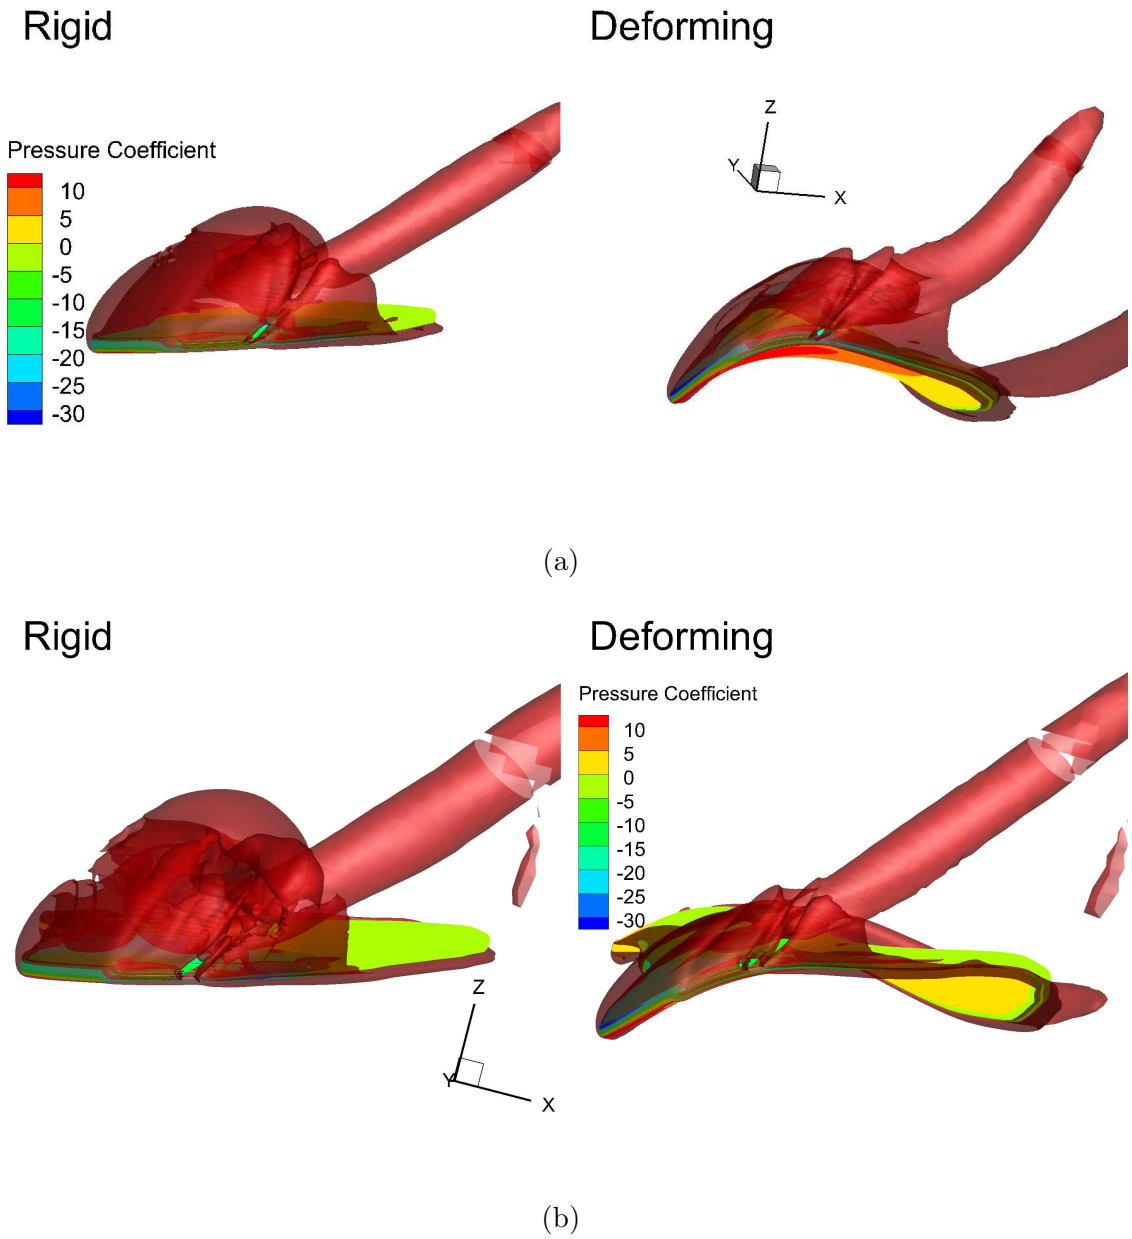 Rigid
Deforming
Pressure Coefficient
10
5
0
-5
-10
-15
-20
-25
-30
Z
Y
X
(a)
Rigid
Deforming
Pressure Coefficient
10
5
0
-5
-10
-15
-20
-25
-30
Z
Y
X
(b)